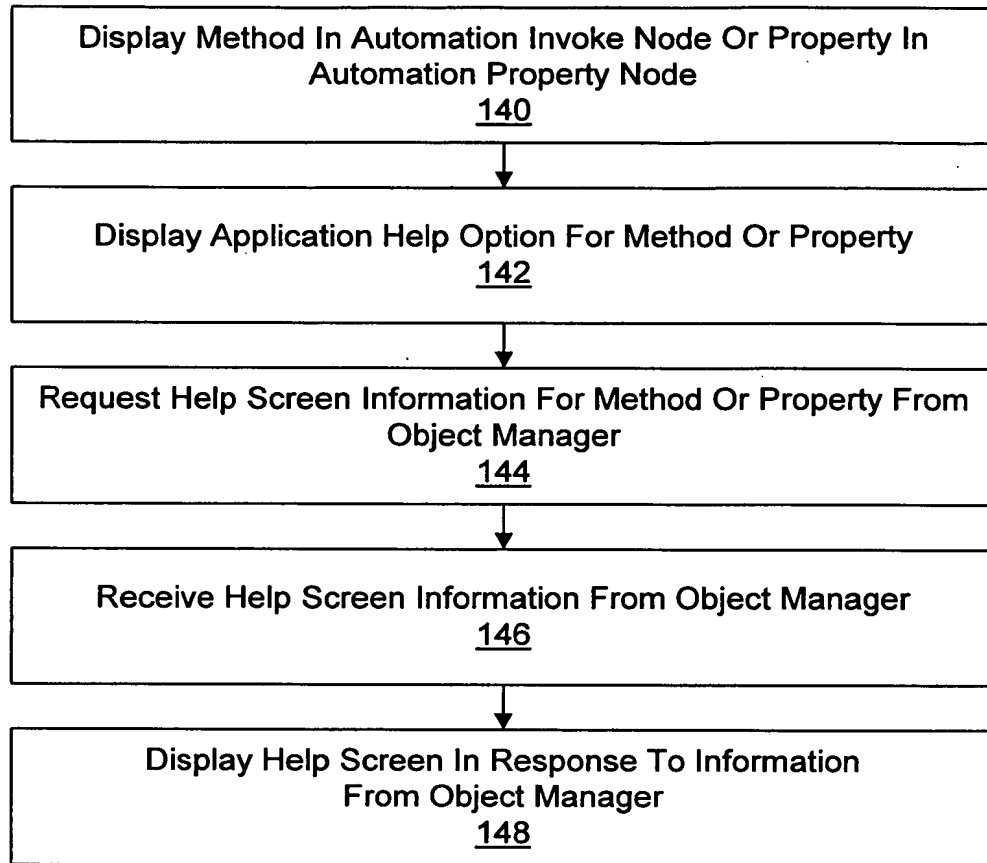 Display Method In Automation Invoke Node Or Property In
Automation Property Node
140
Display Application Help Option For Method Or Property
142
Request Help Screen Information For Method Or Property From
Object Manager
144
Receive Help Screen Information From Object Manager
146
Display Help Screen In Response To Information
From Object Manager
148